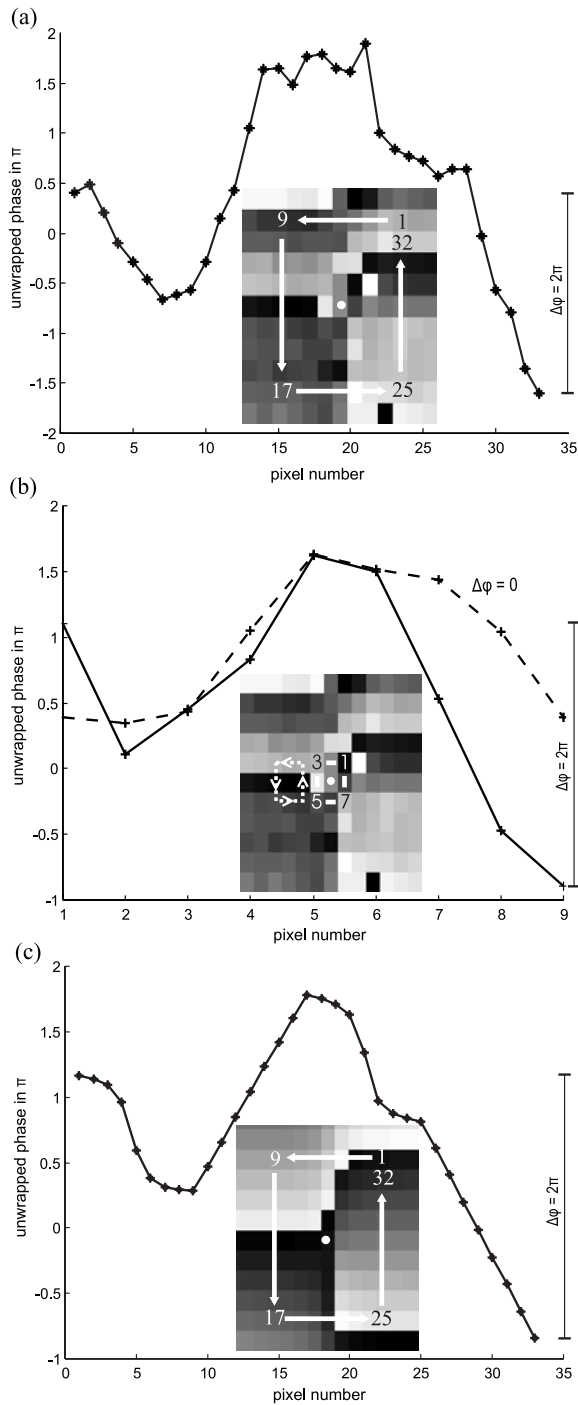 (a)
unwrapped phase in π
2
1.5
1
0.5
0
-0.5
-1
-1.5
-2
0 5 10 15 20 25 30 35
pixel number
9 1
32
17 25
Δφ = 2π
(b)
unwrapped phase in π
2
1.5
1
0.5
0
-0.5
-1
1 2 3 4 5 6 7 8 9
pixel number
Δφ = 0
3 1
5 7
Δφ = 2π
(c)
unwrapped phase in π
2
1.5
1
0.5
0
-0.5
-1
0 5 10 15 20 25 30 35
pixel number
9 1
32
17 25
Δφ = 2π